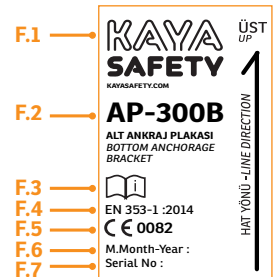 F.1
KAYA
SAFETY
KAYASAFETY.COM
ÜST
UP
F.2
AP-300B
ALT ANKRAJ PLAKASI
BOTTOM ANCHORAGE
BRACKET
HAT YÖNÜ -LINE DIRECTION
F.3
i
F.4
EN 353-1 :2014
F.5
CE 0082
F.6
M.Month-Year :
F.7
Serial No :